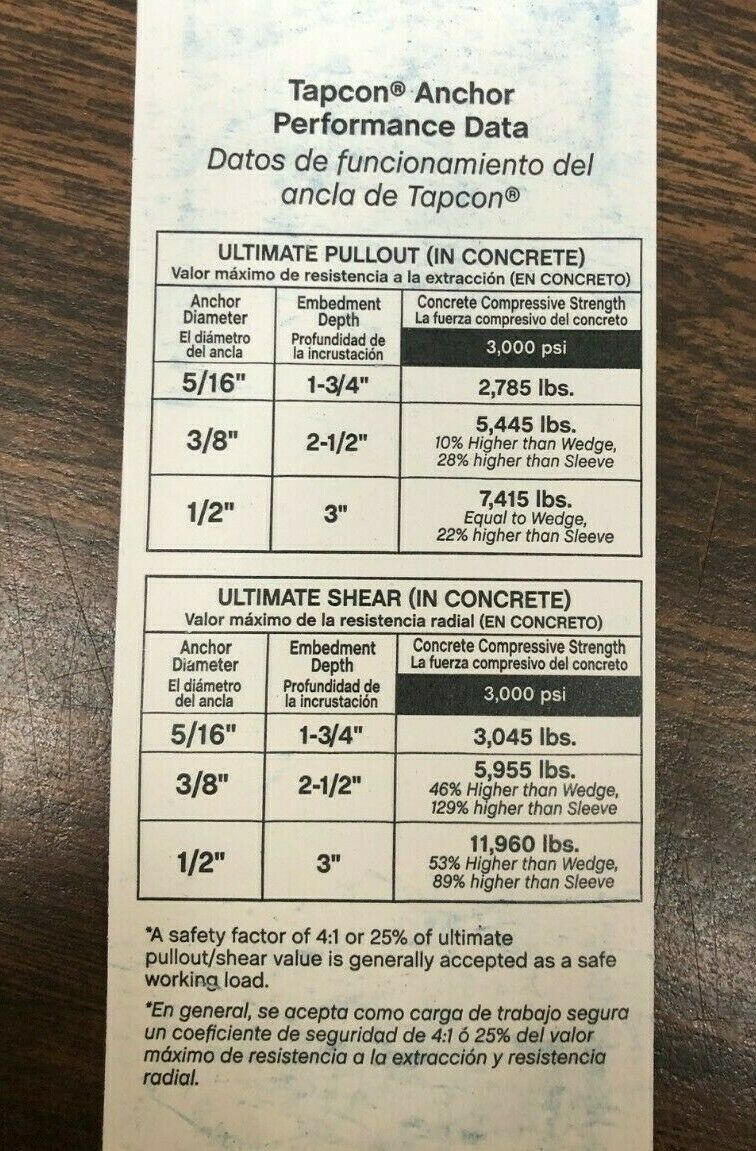 Tapcon® Anchor
Performance Data
Datos de funcionamiento del
ancla de Tapcon®
ULTIMATE PULLOUT (IN CONCRETE)
Valor máximo de resistencia a la extracción (EN CONCRETO)
Anchor
Diameter
El diámetro
del ancla
Embedment
Depth
Profundidad de
la incrustación
Concrete Compressive Strength
La fuerza compresivo del concreto
3,000 psi
5/16" 1-3/4" 2,785 lbs.
3/8" 2-1/2" 5,445 lbs.
10% Higher than Wedge,
28% higher than Sleeve
1/2" 3" 7,415 lbs.
Equal to Wedge,
22% higher than Sleeve
ULTIMATE SHEAR (IN CONCRETE)
Valor máximo de la resistencia radial (EN CONCRETO)
Anchor
Diameter
El diámetro
del ancla
Embedment
Depth
Profundidad de
la incrustación
Concrete Compressive Strength
La fuerza compresivo del concreto
3,000 psi
5/16" 1-3/4" 3,045 lbs.
3/8" 2-1/2" 5,955 lbs.
46% Higher than Wedge,
129% higher than Sleeve
1/2" 3" 11,960 lbs.
53% Higher than Wedge,
89% higher than Sleeve
*A safety factor of 4:1 or 25% of ultimate
pullout/shear value is generally accepted as a safe
working load.
*En general, se acepta como carga de trabajo segura
un coeficiente de seguridad de 4:1 ó 25% del valor
máximo de resistencia a la extracción y resistencia
radial.